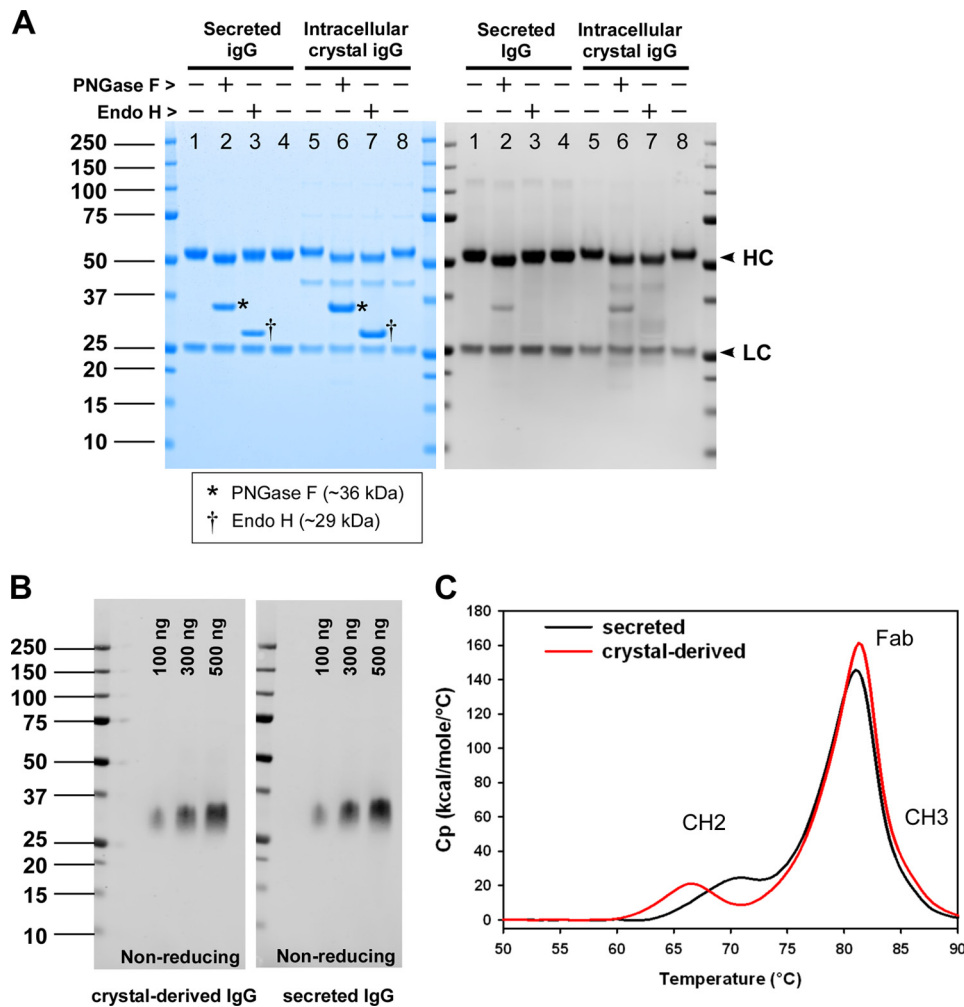 A
Secreted Intracellular Secreted Intracellular
igG crystal igG IgG crystal igG
PNGase F > − + − − − + − − − + − − − + − −
Endo H > − − + − − − + − − − + − − − + −
1 2 3 4 5 6 7 8 1 2 3 4 5 6 7 8
250
150
100
75
50 HC
37
* *
† †
25 LC
20
15
10
* PNGase F (~36 kDa)
† Endo H (~29 kDa)
B
100 ng 300 ng 500 ng 100 ng 300 ng 500 ng
250
150
100
75
50
37
25
20
15
10
Non-reducing Non-reducing
crystal-derived IgG secreted IgG
C
180
160
140
120
100
80
60
40
20
0
Cp (kcal/mole/°C)
secreted
crystal-derived
Fab
CH2
CH3
50 55 60 65 70 75 80 85 90
Temperature (°C)